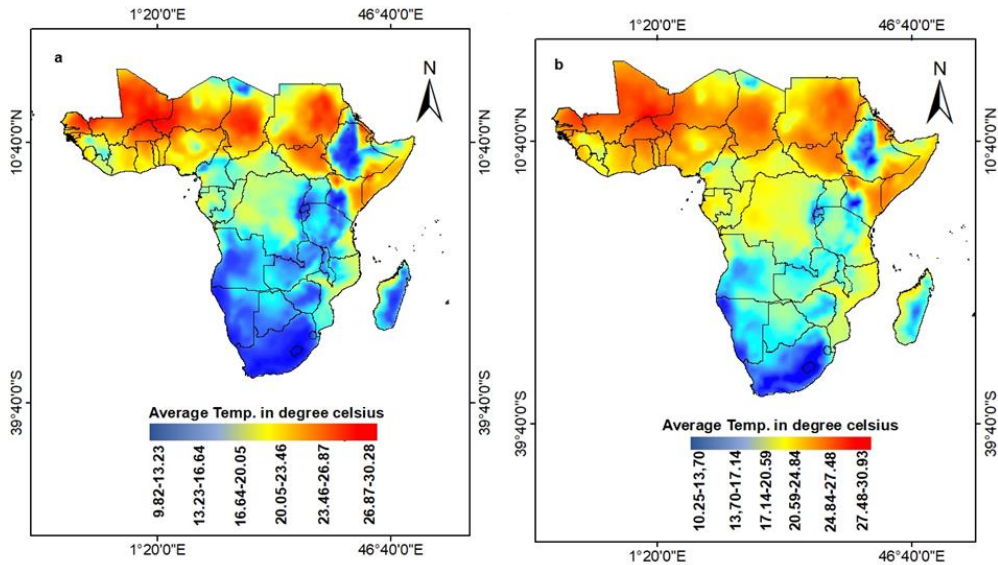 1°20'0"E 46°40'0"E
a
N
10°40'0"N 10°40'0"N
39°40'0"S 39°40'0"S
Average Temp. in degree celsius
9.82-13.23
13.23-16.64
16.64-20.05
20.05-23.46
23.46-26.87
26.87-30.28
1°20'0"E 46°40'0"E
1°20'0"E 46°40'0"E
b
N
10°40'0"N 10°40'0"N
39°40'0"S 39°40'0"S
Average Temp. in degree celsius
10.25-13,70
13,70-17.14
17.14-20.59
20.59-24.84
24.84-27.48
27.48-30.93
1°20'0"E 46°40'0"E